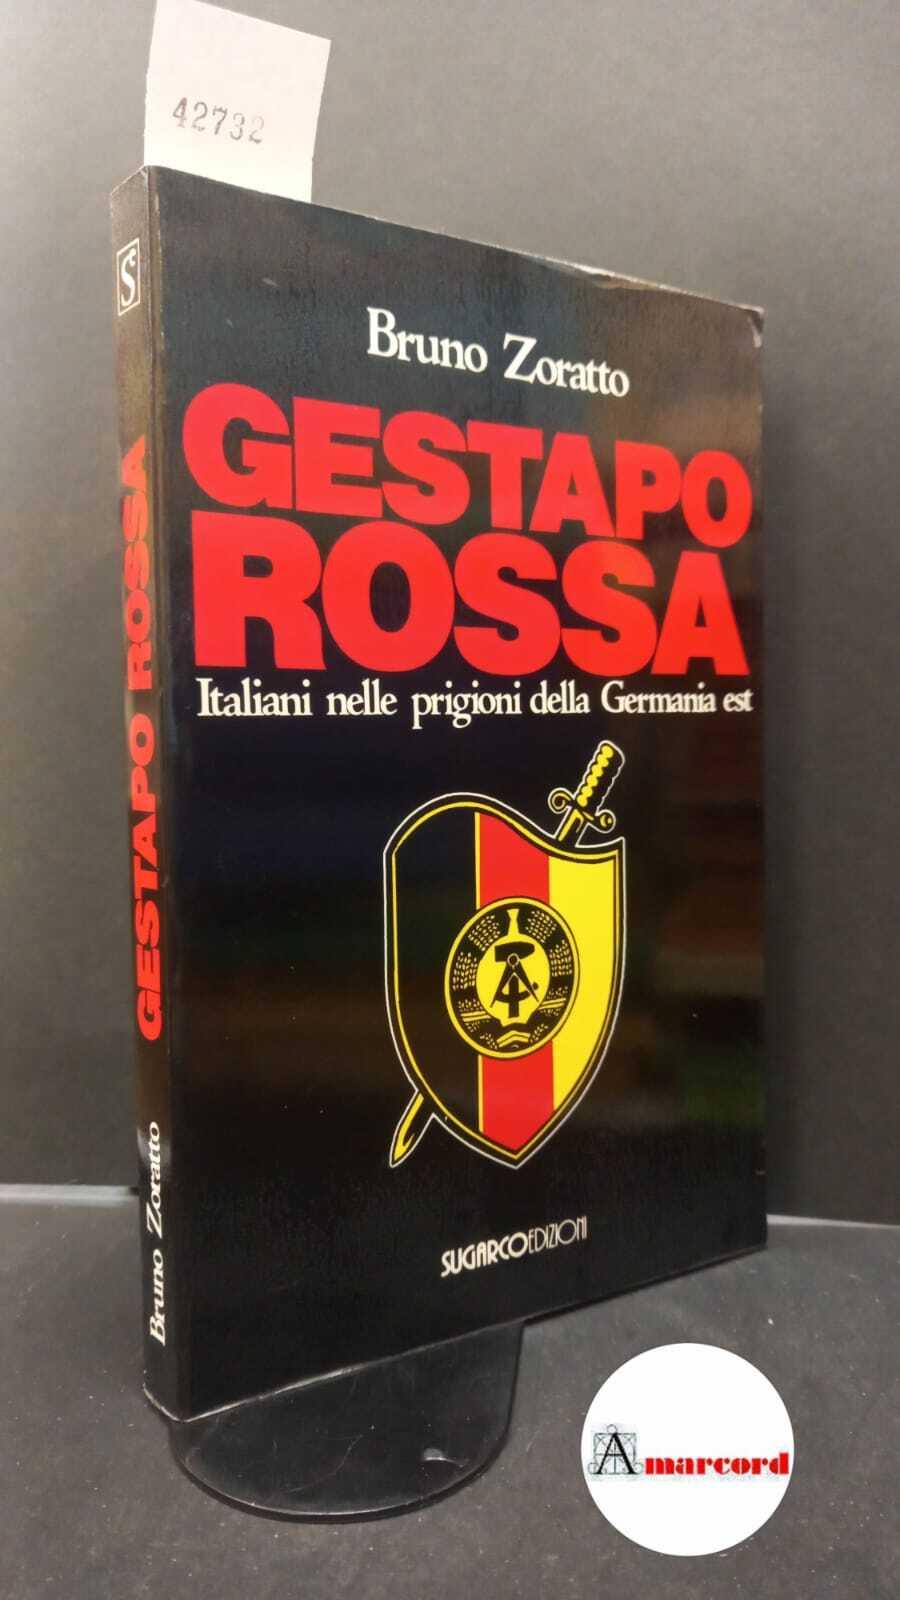 42732
Bruno Zoratto
GESTAPO
ROSSA
Italiani nelle prigioni della Germania est
SUGARCOEDIZIONI
S
GESTAPO ROSSA
Bruno Zoratto
Amarcord